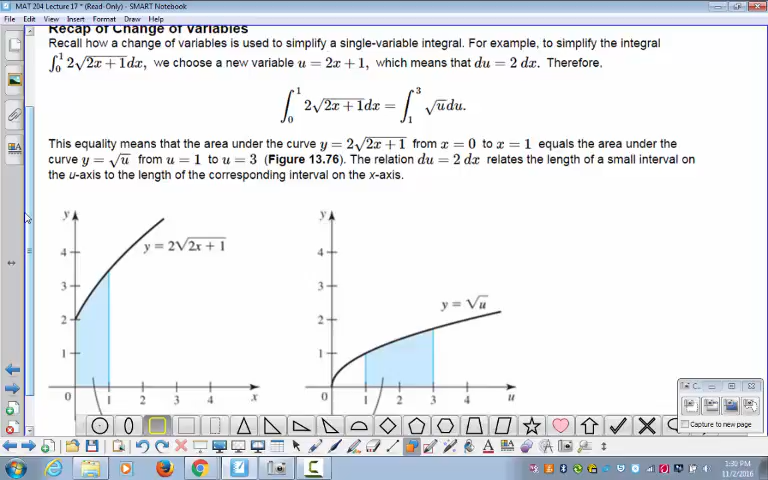 MAT 204 Lecture 17 * (Read-Only) - SMART Notebook
File Edit View Insert Format Draw Help
Recap of Change of Variables
Recall how a change of variables is used to simplify a single-variable integral. For example, to simplify the integral
∫₀¹ 2√(2x + 1) dx, we choose a new variable u = 2x + 1, which means that du = 2 dx. Therefore,
∫₀¹ 2√(2x + 1) dx = ∫₁³ √u du.
This equality means that the area under the curve y = 2√(2x + 1) from x = 0 to x = 1 equals the area under the
curve y = √u from u = 1 to u = 3 (Figure 13.76). The relation du = 2 dx relates the length of a small interval on
the u-axis to the length of the corresponding interval on the x-axis.
y
4
3
2
1
0 1 2 3 4 x
y = 2√(2x + 1)
y
4
3
2
1
0 1 2 3 4 u
y = √u
C...
Capture to new page
1:30 PM
11/2/2016